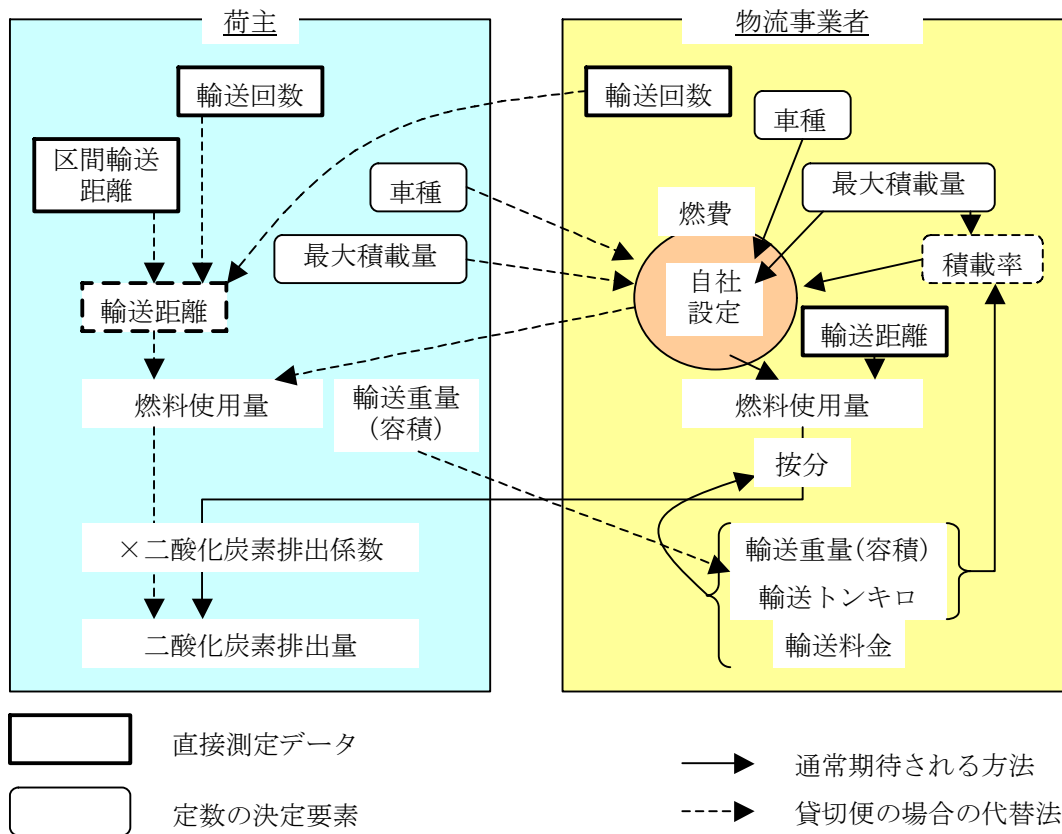 荷主
輸送回数
区間輸送
距離
車種
最大積載量
輸送距離
燃料使用量
輸送重量
(容積)
×二酸化炭素排出係数
二酸化炭素排出量
物流事業者
輸送回数
車種
最大積載量
燃費
自社
設定
積載率
輸送距離
燃料使用量
按分
輸送重量(容積)
輸送トンキロ
輸送料金
直接測定データ
定数の決定要素
通常期待される方法
貸切便の場合の代替法